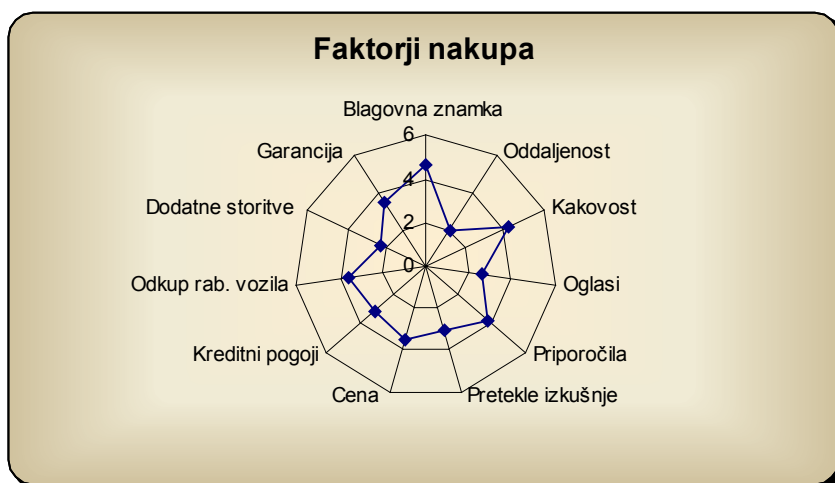 Faktorji nakupa
Blagovna znamka
Oddaljenost
Kakovost
Oglasi
Priporočila
Pretekle izkušnje
Cena
Kreditni pogoji
Odkup rab. vozila
Dodatne storitve
Garancija
6
4
2
0